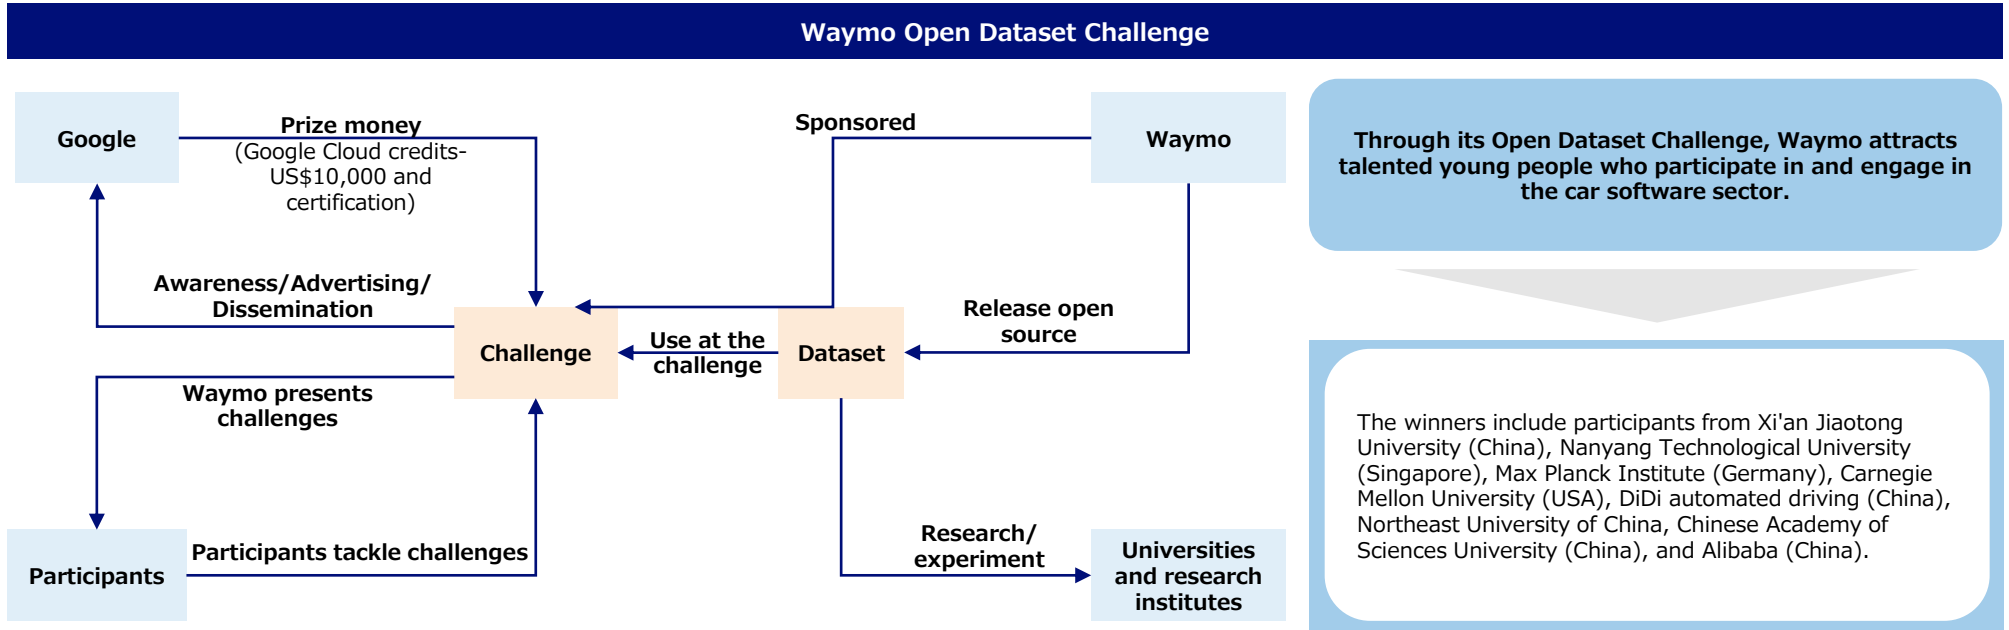 Waymo Open Dataset Challenge
Google
Prize money
(Google Cloud credits-
US$10,000 and
certification)
Sponsored
Waymo
Awareness/Advertising/
Dissemination
Challenge
Use at the
challenge
Dataset
Release open
source
Waymo presents
challenges
Participants
Participants tackle challenges
Research/
experiment
Universities
and research
institutes
Through its Open Dataset Challenge, Waymo attracts
talented young people who participate in and engage in
the car software sector.
The winners include participants from Xi'an Jiaotong
University (China), Nanyang Technological University
(Singapore), Max Planck Institute (Germany), Carnegie
Mellon University (USA), DiDi automated driving (China),
Northeast University of China, Chinese Academy of
Sciences University (China), and Alibaba (China).